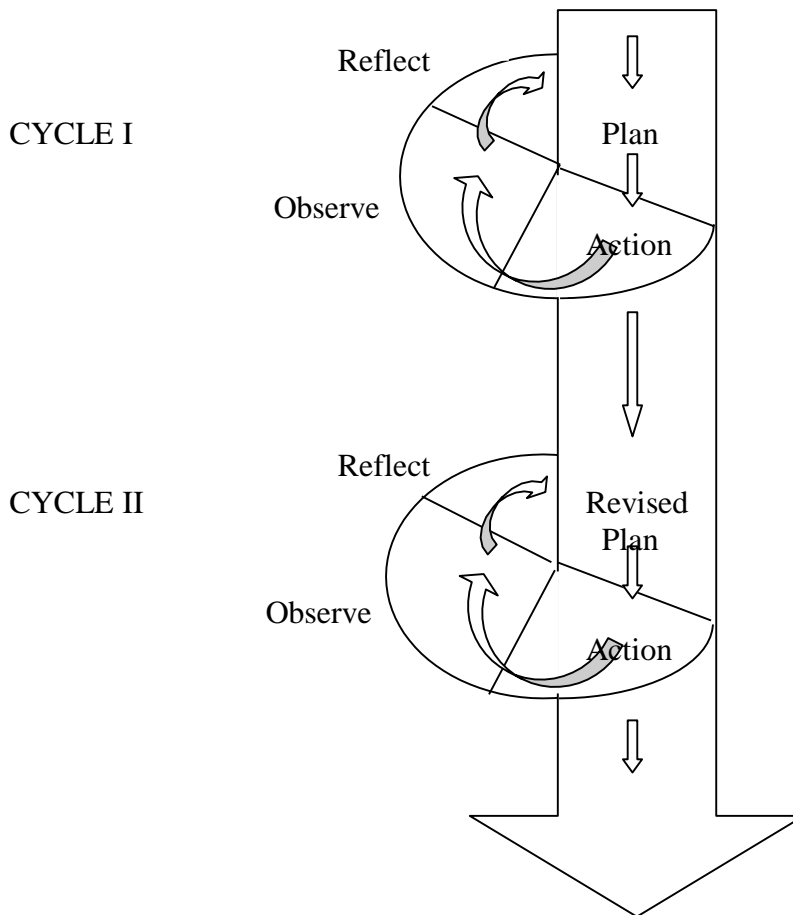 Reflect
CYCLE I
Plan
Observe
Action
Reflect
CYCLE II
Revised
Plan
Observe
Action